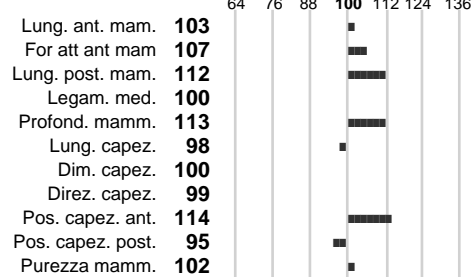 64 76 88 100 112 124 136
Lung. ant. mam. 103
For att ant mam 107
Lung. post. mam. 112
Legam. med. 100
Profond. mamm. 113
Lung. capez. 98
Dim. capez. 100
Direz. capez. 99
Pos. capez. ant. 114
Pos. capez. post. 95
Purezza mamm. 102